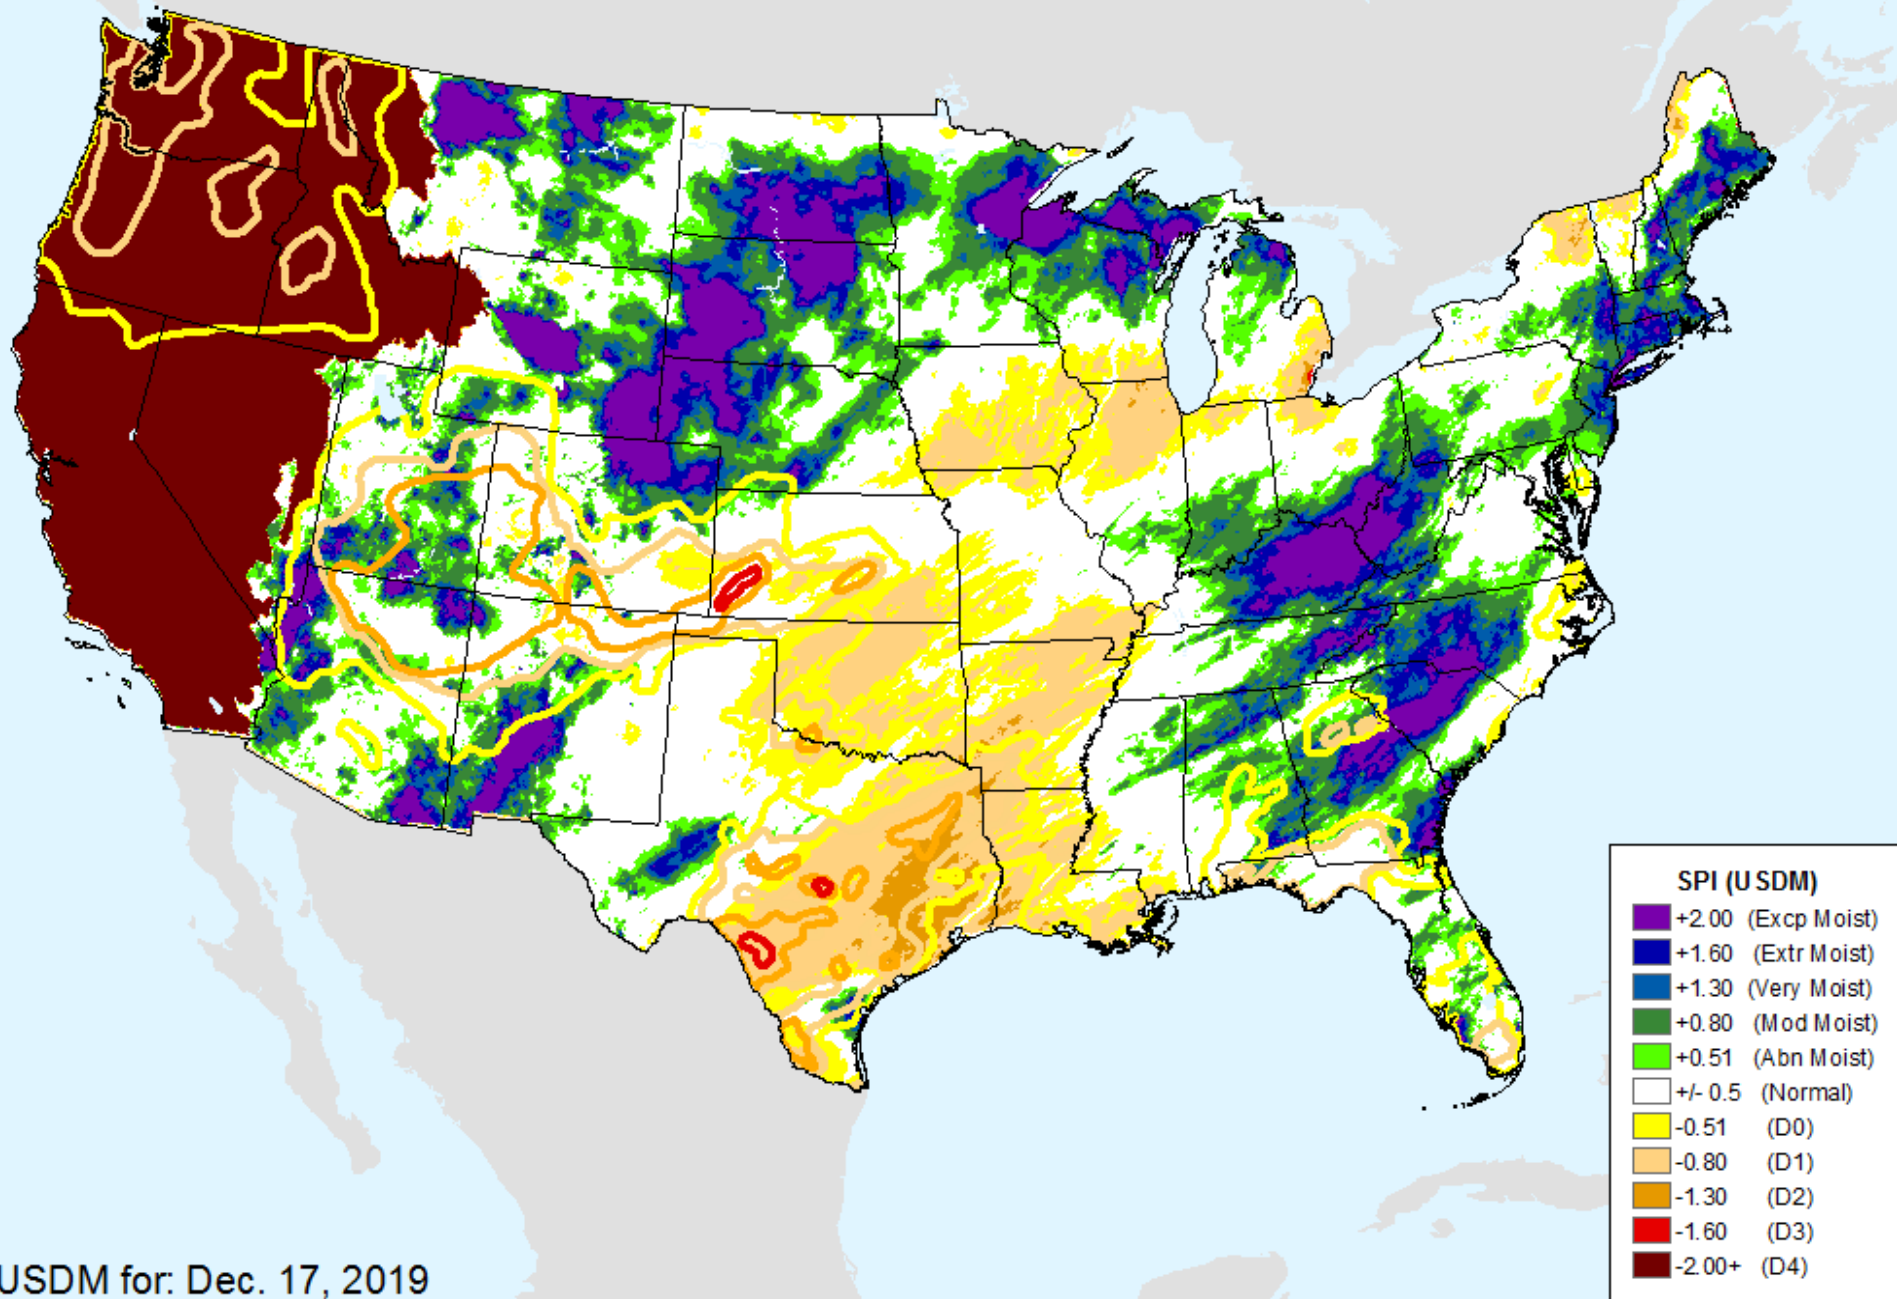 SPI (USDM)
+2.00 (Excp Moist)
+1.60 (Extr Moist)
+1.30 (Very Moist)
+0.80 (Mod Moist)
+0.51 (Abn Moist)
+/- 0.5 (Normal)
-0.51 (D0)
-0.80 (D1)
-1.30 (D2)
-1.60 (D3)
-2.00+ (D4)
USDM for: Dec. 17, 2019